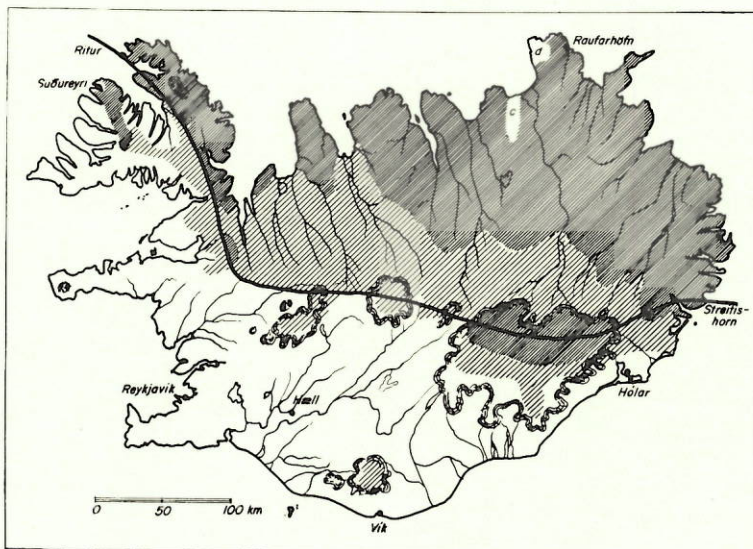 Ritur
Raufarhöfn
d
Suðureyri
c
Streitis-
horn
Reykjavík
Hæll
Hólar
0 50 100 km
Vík